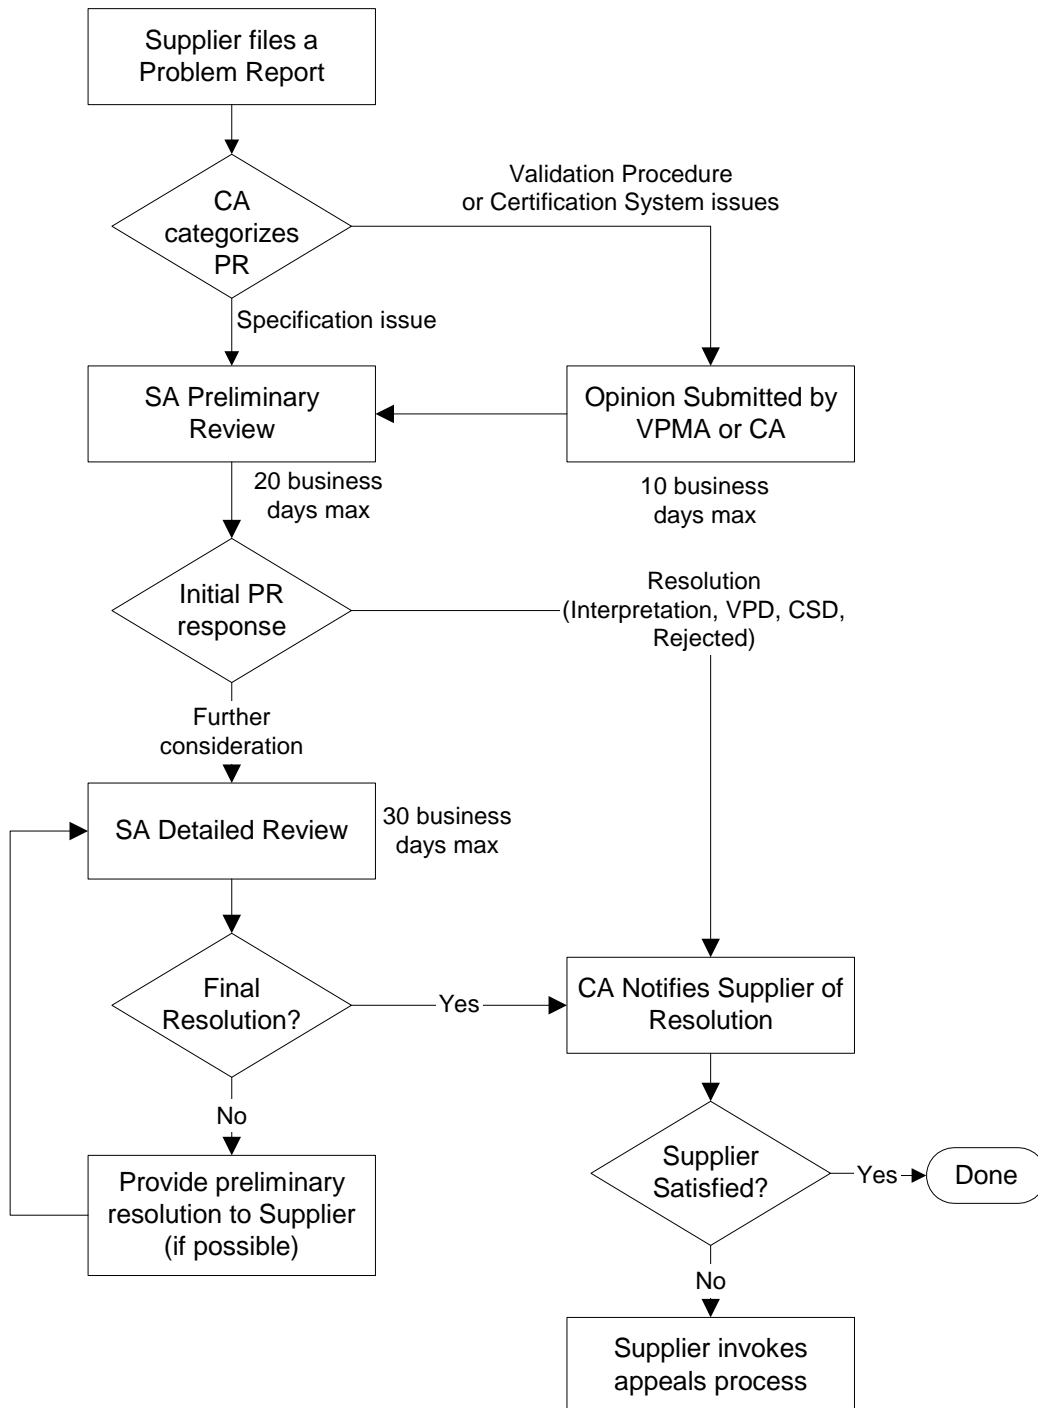 Supplier files a
Problem Report
CA
categorizes
PR
Validation Procedure
or Certification System issues
Specification issue
SA Preliminary
Review
Opinion Submitted by
VPMA or CA
20 business
days max
10 business
days max
Initial PR
response
Resolution
(Interpretation, VPD, CSD,
Rejected)
Further
consideration
SA Detailed Review
30 business
days max
Final
Resolution?
Yes
CA Notifies Supplier of
Resolution
No
Supplier
Satisfied?
Yes
Done
Provide preliminary
resolution to Supplier
(if possible)
No
Supplier invokes
appeals process